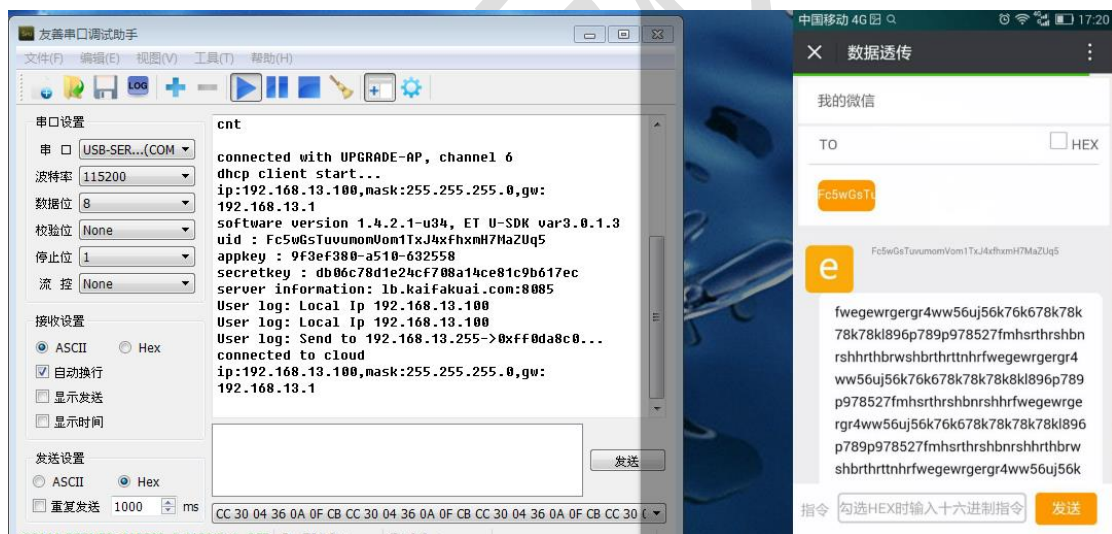 友善串口调试助手
文件(F) 编辑(E) 视图(V) 工具(T) 帮助(H)
LOG
串口设置
串 口 USB-SER...(COM
波特率 115200
数据位 8
校验位 None
停止位 1
流 控 None
接收设置
ASCII Hex
自动换行
显示发送
显示时间
发送设置
ASCII Hex
重复发送 1000 ms
cnt
connected with UPGRADE-AP, channel 6
dhcp client start...
ip:192.168.13.100,mask:255.255.255.0,gw:
192.168.13.1
software version 1.4.2.1-u34, ET U-SDK var3.0.1.3
uid : Fc5wGsTuvumomVom1TxJ4xfhxmH7MaZUq5
appkey : 9f3ef380-a510-632558
secretkey : db06c78d1e24cf708a14ce81c9b617ec
server information: lb.kaifakuai.com:8085
User log: Local Ip 192.168.13.100
User log: Local Ip 192.168.13.100
User log: Send to 192.168.13.255->0xff0da8c0...
connected to cloud
ip:192.168.13.100,mask:255.255.255.0,gw:
192.168.13.1
发送
CC 30 04 36 0A 0F CB CC 30 04 36 0A 0F CB CC 30 04 36 0A 0F CB CC 30
中国移动 4G 17:20
数据透传
我的微信
TO HEX
Fc5wGsTu
e
Fc5wGsTuvumomVom1TxJ4xfhxmH7MaZUq5
fwegewrgergr4ww56uj56k76k678k78k
78k78kl896p789p978527fmhsrthrshbn
rshhrthbrwshbrthrttnhrfwegewrgergr4
ww56uj56k76k678k78k78k8kl896p789
p978527fmhsrthrshbnrshhrfwegewrge
rgr4ww56uj56k76k678k78k78k78kl896
p789p978527fmhsrthrshbnrshhrthbrw
shbrthrttnhrfwegewrgergr4ww56uj56k
指令 勾选HEX时输入十六进制指令 发送